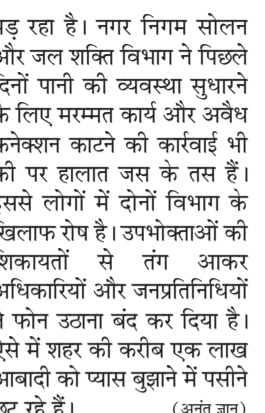 पड़ रहा है। नगर निगम सोलन
और जल शक्ति विभाग ने पिछले
दिनों पानी की व्यवस्था सुधारने
के लिए मरम्मत कार्य और अवैध
कनेक्शन काटने की कार्रवाई भी
की पर हालात जस के तस हैं।
इससे लोगों में दोनों विभाग के
खिलाफ रोष है। उपभोक्ताओं की
शिकायतों से तंग आकर
अधिकारियों और जनप्रतिनिधियों
ने फोन उठाना बंद कर दिया है।
ऐसे में शहर की करीब एक लाख
आबादी को प्यास बुझाने में पसीने
छूट रहे हैं। (अनंत ज्ञान)